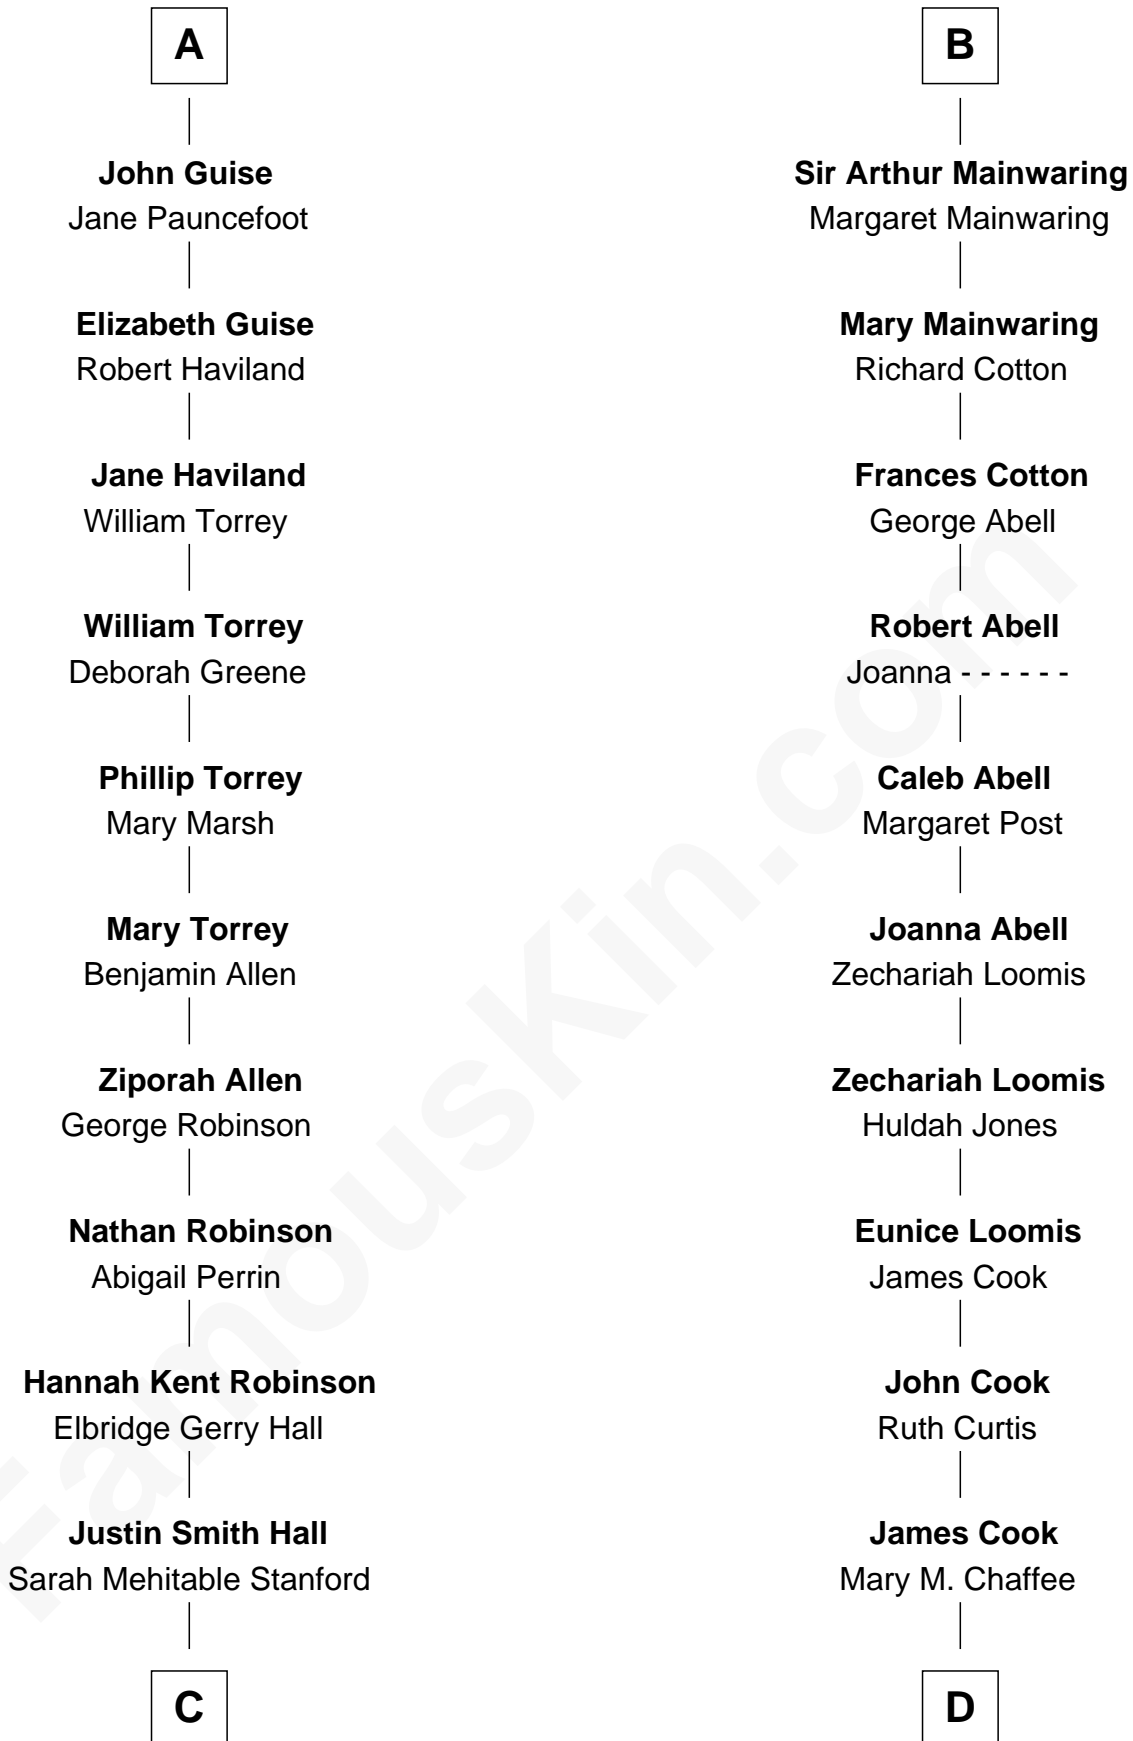 A
John Guise
Jane Pauncefoot
Elizabeth Guise
Robert Haviland
Jane Haviland
William Torrey
William Torrey
Deborah Greene
Phillip Torrey
Mary Marsh
Mary Torrey
Benjamin Allen
Ziporah Allen
George Robinson
Nathan Robinson
Abigail Perrin
Hannah Kent Robinson
Elbridge Gerry Hall
Justin Smith Hall
Sarah Mehitable Stanford
C
B
Sir Arthur Mainwaring
Margaret Mainwaring
Mary Mainwaring
Richard Cotton
Frances Cotton
George Abell
Robert Abell
Joanna - - - - - -
Caleb Abell
Margaret Post
Joanna Abell
Zechariah Loomis
Zechariah Loomis
Huldah Jones
Eunice Loomis
James Cook
John Cook
Ruth Curtis
James Cook
Mary M. Chaffee
D
FamousKin.com